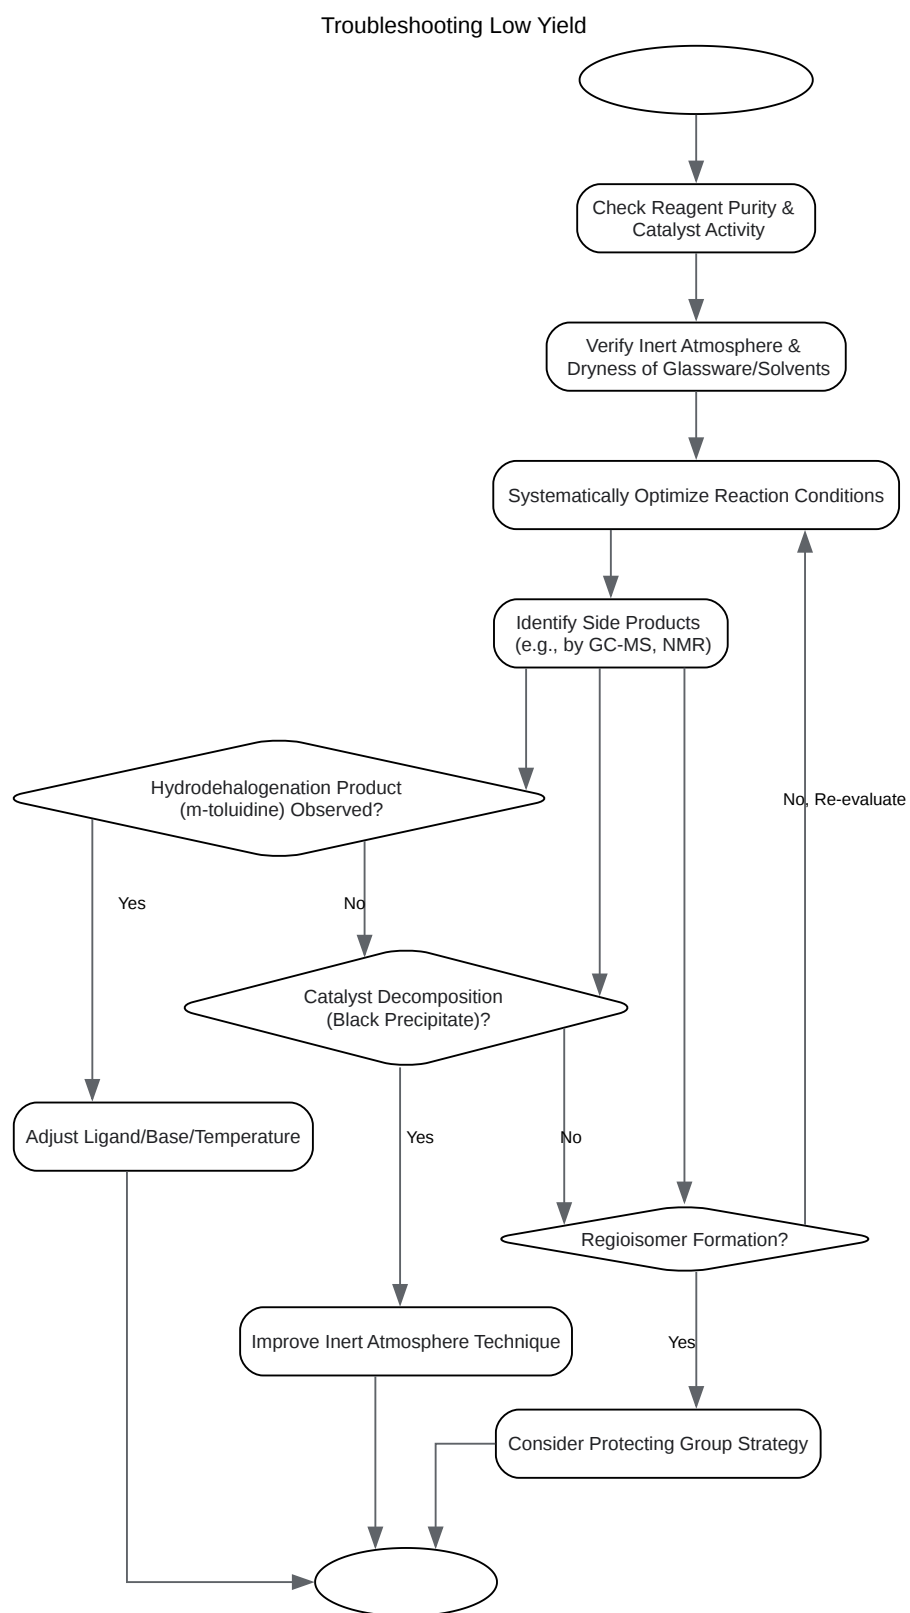 Troubleshooting Low Yield
Check Reagent Purity &
Catalyst Activity
Verify Inert Atmosphere &
Dryness of Glassware/Solvents
Systematically Optimize Reaction Conditions
Identify Side Products
(e.g., by GC-MS, NMR)
Hydrodehalogenation Product
(m-toluidine) Observed?
No, Re-evaluate
Yes
No
Catalyst Decomposition
(Black Precipitate)?
Adjust Ligand/Base/Temperature
Yes
No
Regioisomer Formation?
Improve Inert Atmosphere Technique
Yes
Consider Protecting Group Strategy